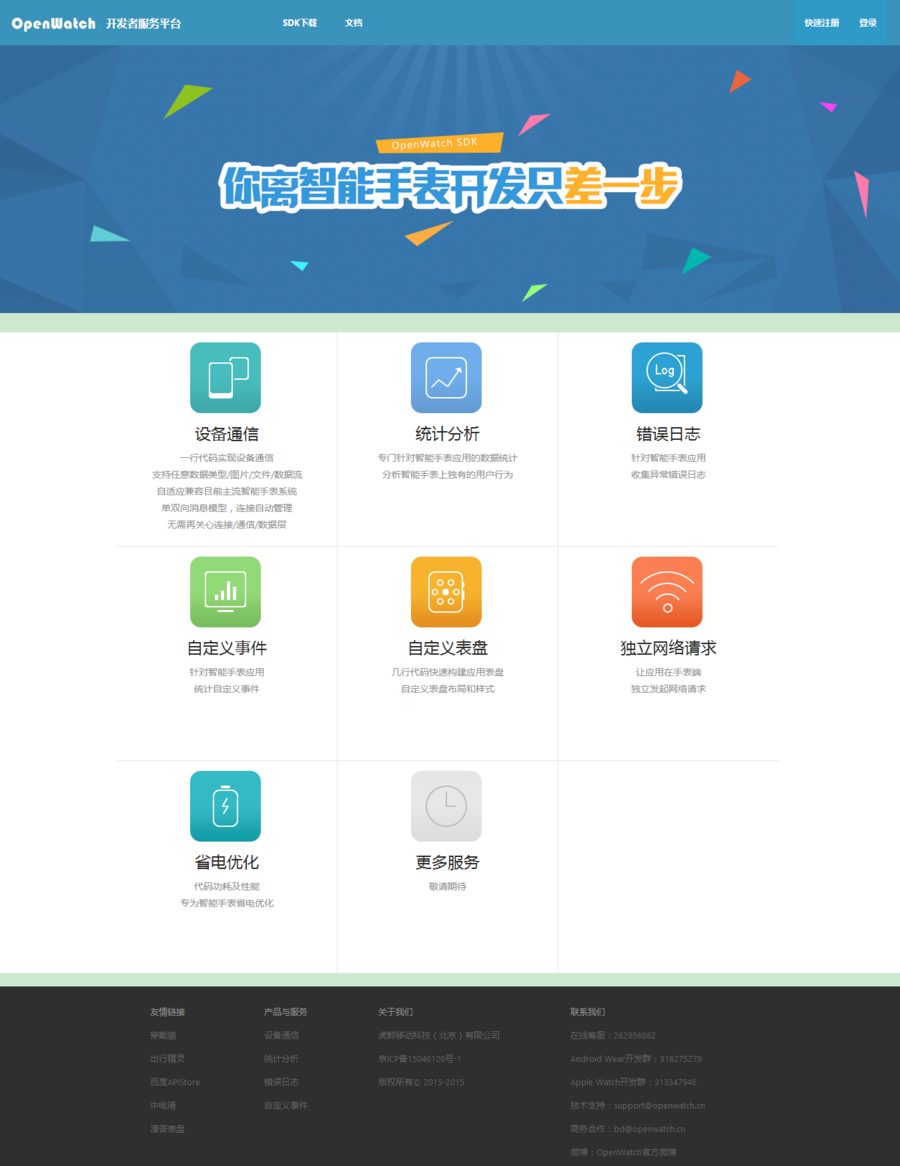 OpenWatch 开发者服务平台 SDK下载 文档 快速注册 登录
OpenWatch SDK
你离智能手表开发只差一步
Log
设备通信
一行代码实现设备通信
支持任意数据类型/图片/文件/数据流
自适应兼容目前主流智能手表系统
单双向消息模型，连接自动管理
无需再关心连接/通信/数据层
统计分析
专门针对智能手表应用的数据统计
分析智能手表上独有的用户行为
错误日志
针对智能手表应用
收集异常错误日志
自定义事件
针对智能手表应用
统计自定义事件
自定义表盘
几行代码快速构建应用表盘
自定义表盘布局和样式
独立网络请求
让应用在手表端
独立发起网络请求
省电优化
代码功耗及性能
专为智能手表省电优化
更多服务
敬请期待
友情链接
穿戴猫
出行精灵
百度APIStore
中电港
滴答表盘
产品与服务
设备通信
统计分析
错误日志
自定义事件
关于我们
虎鲸移动科技（北京）有限公司
京ICP备15046126号-1
版权所有© 2015-2015
联系我们
在线客服：262956882
Android Wear开发群：318275279
Apple Watch开发群：313347946
技术支持：support@openwatch.cn
商务合作：bd@openwatch.cn
微博：OpenWatch官方微博